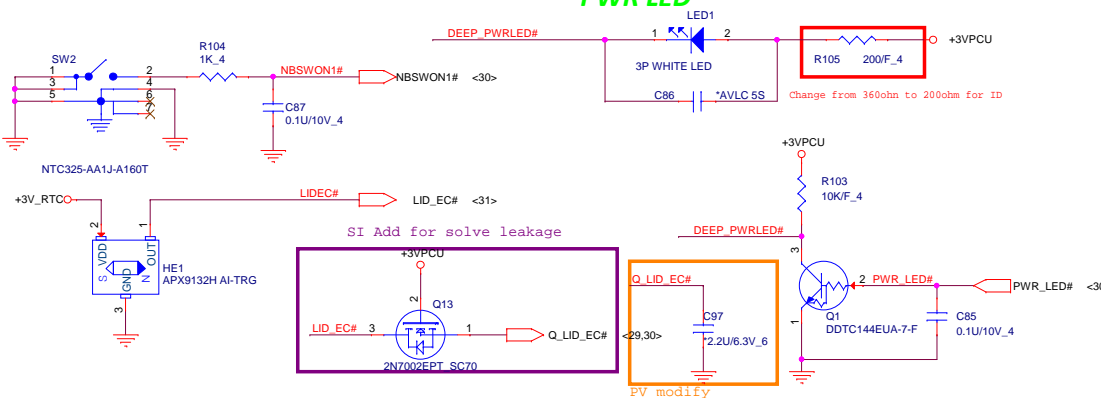 PWR LED
SW2
1
3
5
2
4
6
7
R104
1K_4
NBSWON1#
NBSWON1# <30>
C87
0.1U/10V_4
NTC325-AA1J-A160T
DEEP_PWRLED#
1
LED1
2
3P WHITE LED
C86
*AVLC 5S
R105
200/F_4
+3VPCU
Change from 360ohn to 200ohm for ID
+3V_RTC
2
1
VDD
OUT
S
N
GND
3
HE1
APX9132H AI-TRG
LIDEC#
LID_EC# <31>
SI Add for solve leakage
+3VPCU
2
Q13
LID_EC#
3
1
Q_LID_EC# <29,30>
2N7002EPT_SC70
Q_LID_EC#
C97
*2.2U/6.3V_6
PV modify
+3VPCU
R103
10K/F_4
DEEP_PWRLED#
3
2
PWR_LED#
PWR_LED#
1
Q1
DDTC144EUA-7-F
C85
0.1U/10V_4